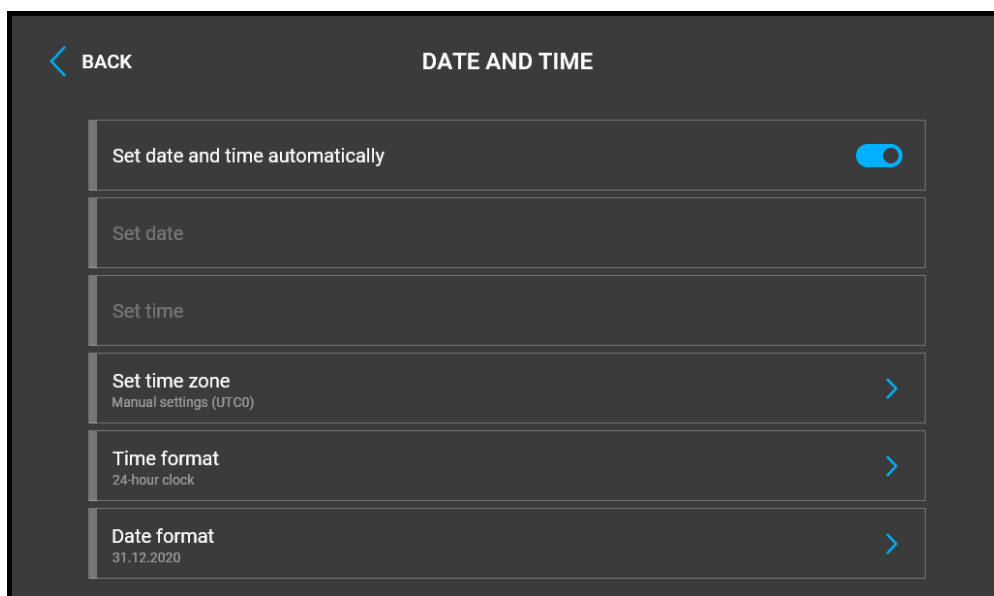 BACK
DATE AND TIME
Set date and time automatically
Set date
Set time
Set time zone
Manual settings (UTC0)
Time format
24-hour clock
Date format
31.12.2020